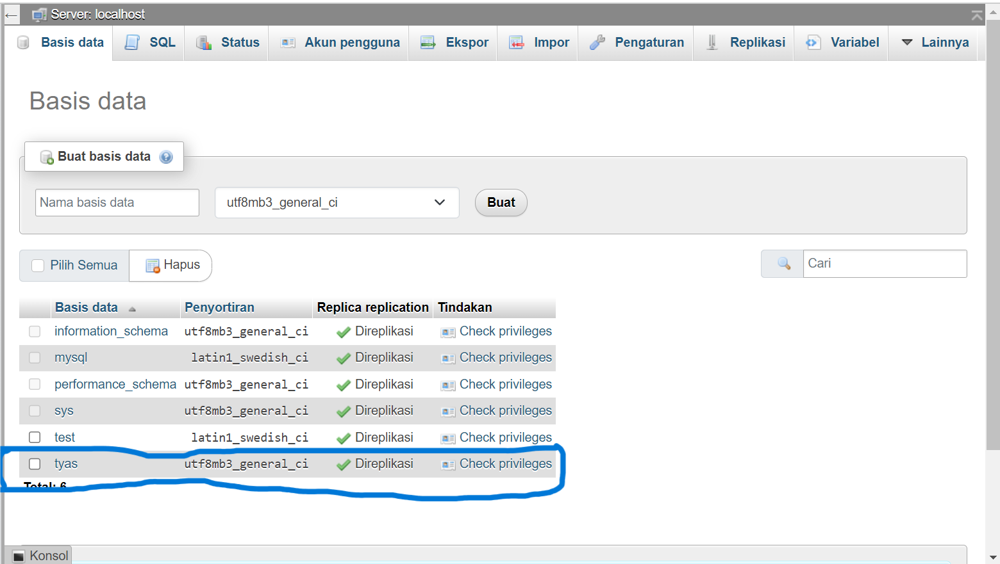 Server: localhost
Basis data SQL Status Akun pengguna Ekspor Impor Pengaturan Replikasi Variabel Lainnya
Basis data
Buat basis data
Nama basis data utf8mb3_general_ci Buat
Pilih Semua Hapus Cari
Basis data Penyortiran Replica replication Tindakan
information_schema utf8mb3_general_ci Direplikasi Check privileges
mysql latin1_swedish_ci Direplikasi Check privileges
performance_schema utf8mb3_general_ci Direplikasi Check privileges
sys utf8mb3_general_ci Direplikasi Check privileges
test latin1_swedish_ci Direplikasi Check privileges
tyas utf8mb3_general_ci Direplikasi Check privileges
Total: 6
Konsol